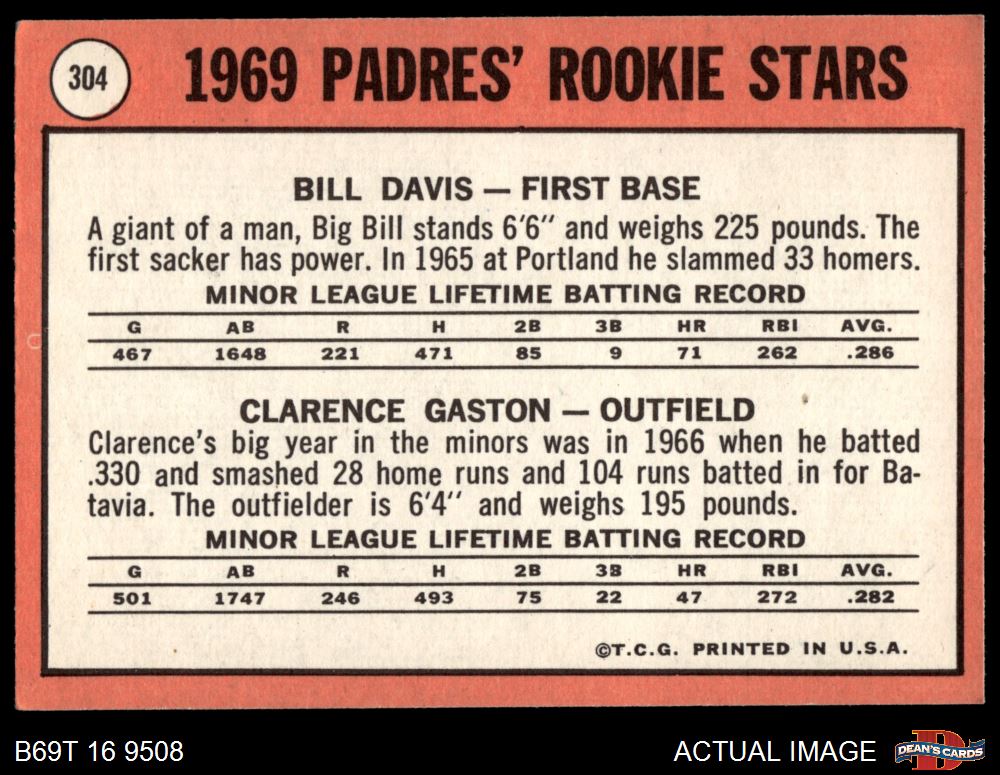 304
1969 PADRES' ROOKIE STARS
BILL DAVIS — FIRST BASE
A giant of a man, Big Bill stands 6'6'' and weighs 225 pounds. The
first sacker has power. In 1965 at Portland he slammed 33 homers.
MINOR LEAGUE LIFETIME BATTING RECORD
G AB R H 2B 3B HR RBI AVG.
467 1648 221 471 85 9 71 262 .286
CLARENCE GASTON — OUTFIELD
Clarence's big year in the minors was in 1966 when he batted
.330 and smashed 28 home runs and 104 runs batted in for Ba-
tavia. The outfielder is 6'4'' and weighs 195 pounds.
MINOR LEAGUE LIFETIME BATTING RECORD
G AB R H 2B 3B HR RBI AVG.
501 1747 246 493 75 22 47 272 .282
©T.C.G. PRINTED IN U.S.A.
B69T 16 9508
ACTUAL IMAGE
D
DEAN'S CARDS